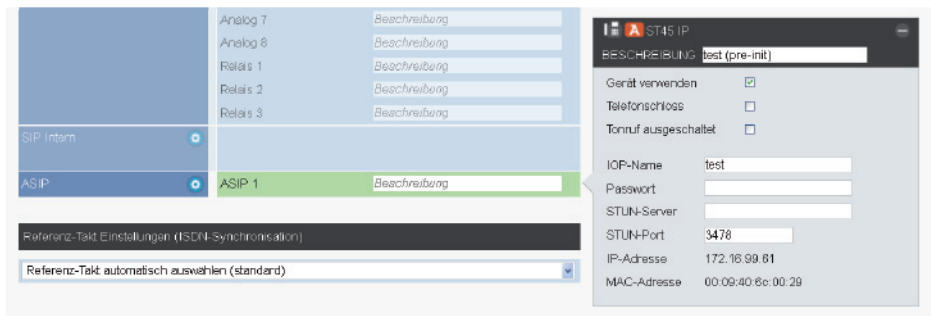 Analog 7 Beschreibung
Analog 8 Beschreibung
Relais 1 Beschreibung
Relais 2 Beschreibung
Relais 3 Beschreibung
SIP Intern
ASIP ASIP 1 Beschreibung
Referenz-Takt Einstellungen (ISDN-Synchronisation)
Referenz-Takt automatisch auswählen (standard)
A ST45 IP
BESCHREIBUNG test (pre-init)
Gerät verwenden
Telefonschloss
Tonruf ausgeschaltet
IOP-Name test
Passwort
STUN-Server
STUN-Port 3478
IP-Adresse 172.16.99.61
MAC-Adresse 00:09:40:6c:00:29